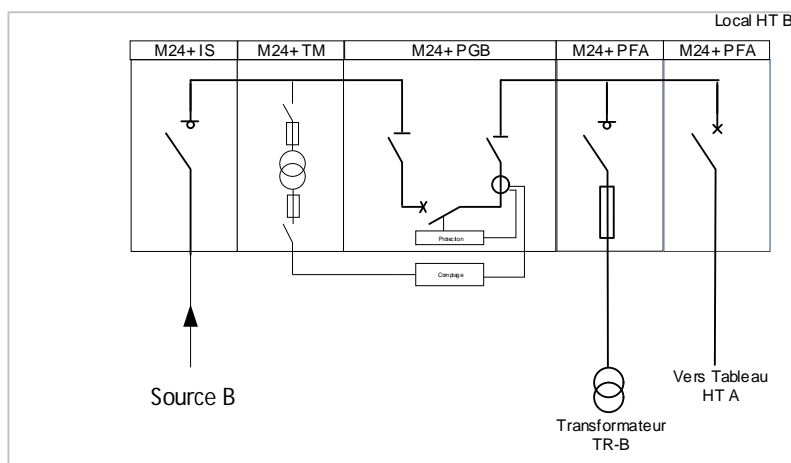 Local HT B
M24+ IS
M24+ TM
M24+ PGB
M24+ PFA
M24+ PFA
Protection
Comptage
Source B
Vers Tableau
HT A
Transformateur
TR-B